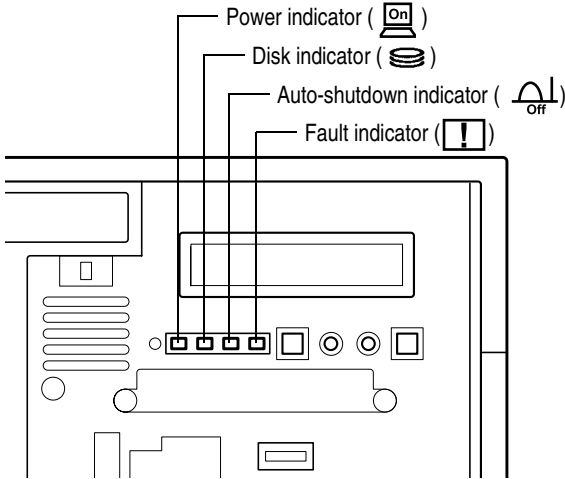 Power indicator ( On )
Disk indicator ( )
Auto-shutdown indicator ( Off )
Fault indicator ( ! )